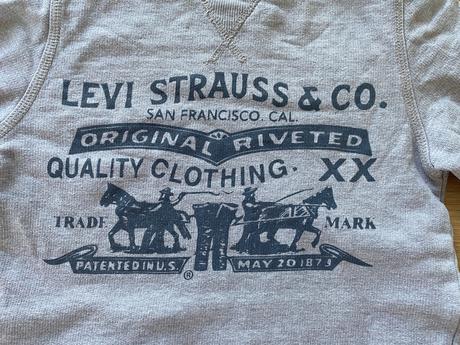 LEVI STRAUSS & CO.
SAN FRANCISCO. CAL.
ORIGINAL RIVETED
QUALITY CLOTHING. XX
TRADE MARK
PATENTED IN U.S. ® MAY 20 1873